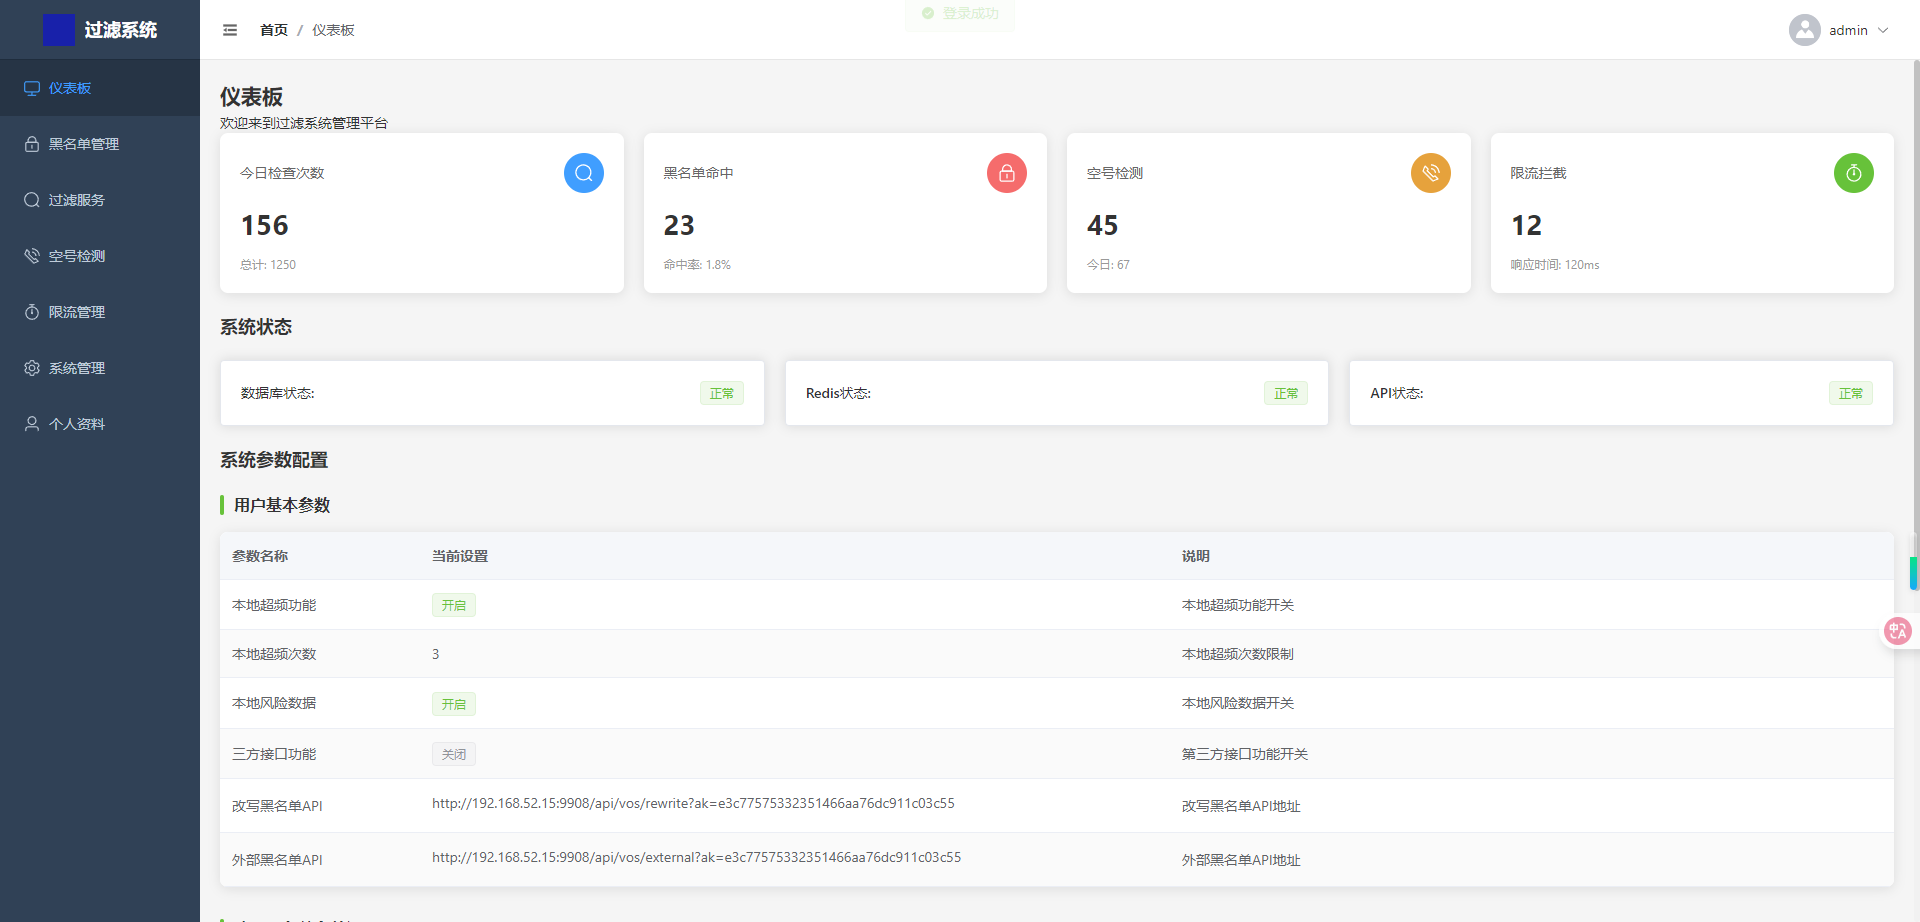 过滤系统
首页 / 仪表板
登录成功
admin
仪表板
黑名单管理
过滤服务
空号检测
限流管理
系统管理
个人资料
仪表板
欢迎来到过滤系统管理平台
今日检查次数
156
总计: 1250
黑名单命中
23
命中率: 1.8%
空号检测
45
今日: 67
限流拦截
12
响应时间: 120ms
系统状态
数据库状态: 正常
Redis状态: 正常
API状态: 正常
系统参数配置
用户基本参数
参数名称 当前设置 说明
本地超频功能 开启 本地超频功能开关
本地超频次数 3 本地超频次数限制
本地风险数据 开启 本地风险数据开关
三方接口功能 关闭 第三方接口功能开关
改写黑名单API http://192.168.52.15:9908/api/vos/rewrite?ak=e3c77575332351466aa76dc911c03c55 改写黑名单API地址
外部黑名单API http://192.168.52.15:9908/api/vos/external?ak=e3c77575332351466aa76dc911c03c55 外部黑名单API地址